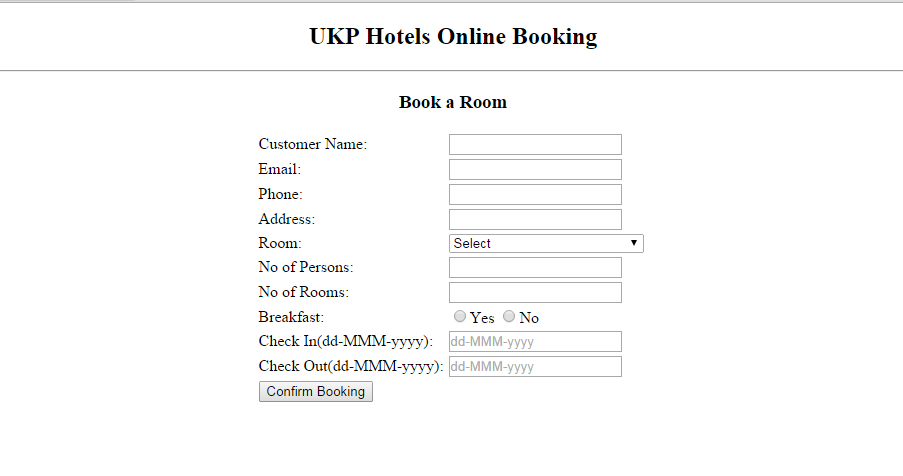 UKP Hotels Online Booking
Book a Room
Customer Name:
Email:
Phone:
Address:
Room: Select
No of Persons:
No of Rooms:
Breakfast: Yes No
Check In(dd-MMM-yyyy): dd-MMM-yyyy
Check Out(dd-MMM-yyyy): dd-MMM-yyyy
Confirm Booking